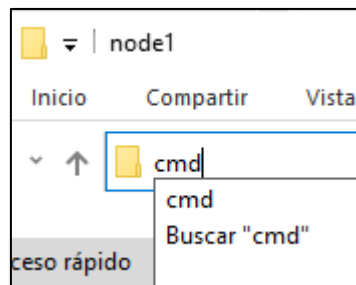 node1
Inicio Compartir Vista
cmd
cmd
Buscar "cmd"
ceso rápido